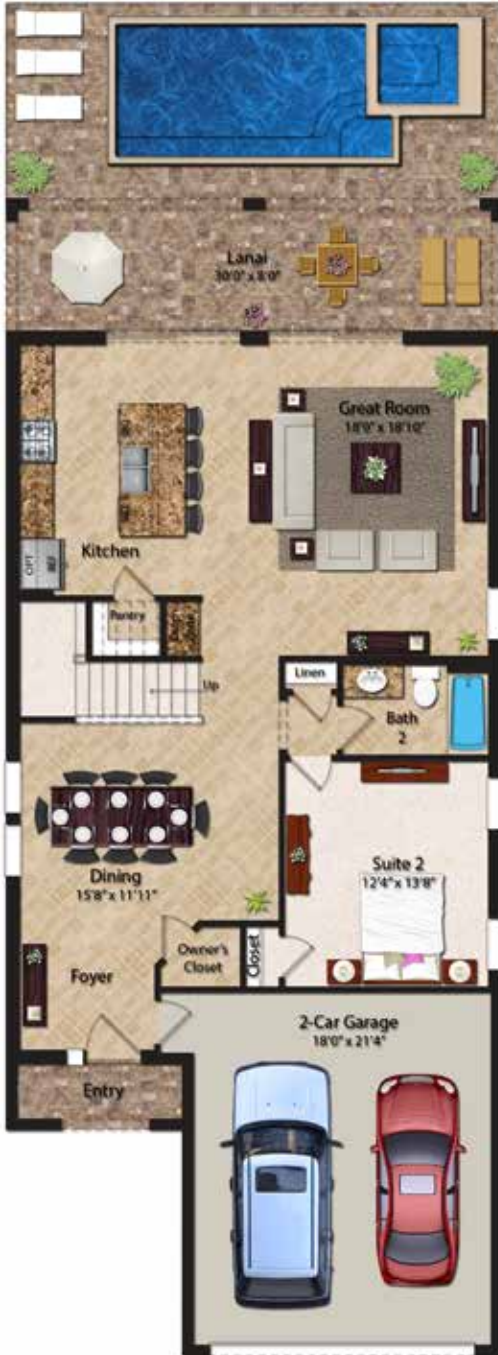 Lanai
30'0" x 8'0"
Great Room
18'0" x 18'10"
Kitchen
OPT
REF
Pantry
Up
Linen
Bath
2
Dining
15'8" x 11'11"
Suite 2
12'4" x 13'8"
Owner's
Closet
Closet
Foyer
2-Car Garage
18'0" x 21'4"
Entry